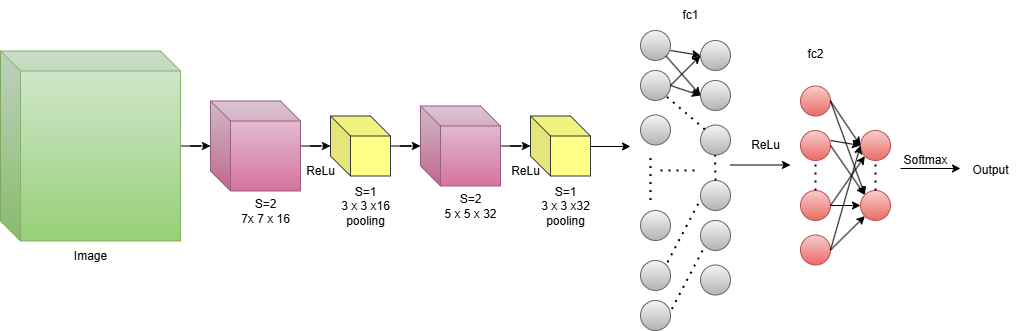 Image
S=2
7x 7 x 16
ReLu
S=1
3 x 3 x16
pooling
S=2
5 x 5 x 32
ReLu
S=1
3 x 3 x32
pooling
fc1
ReLu
fc2
Softmax
Output